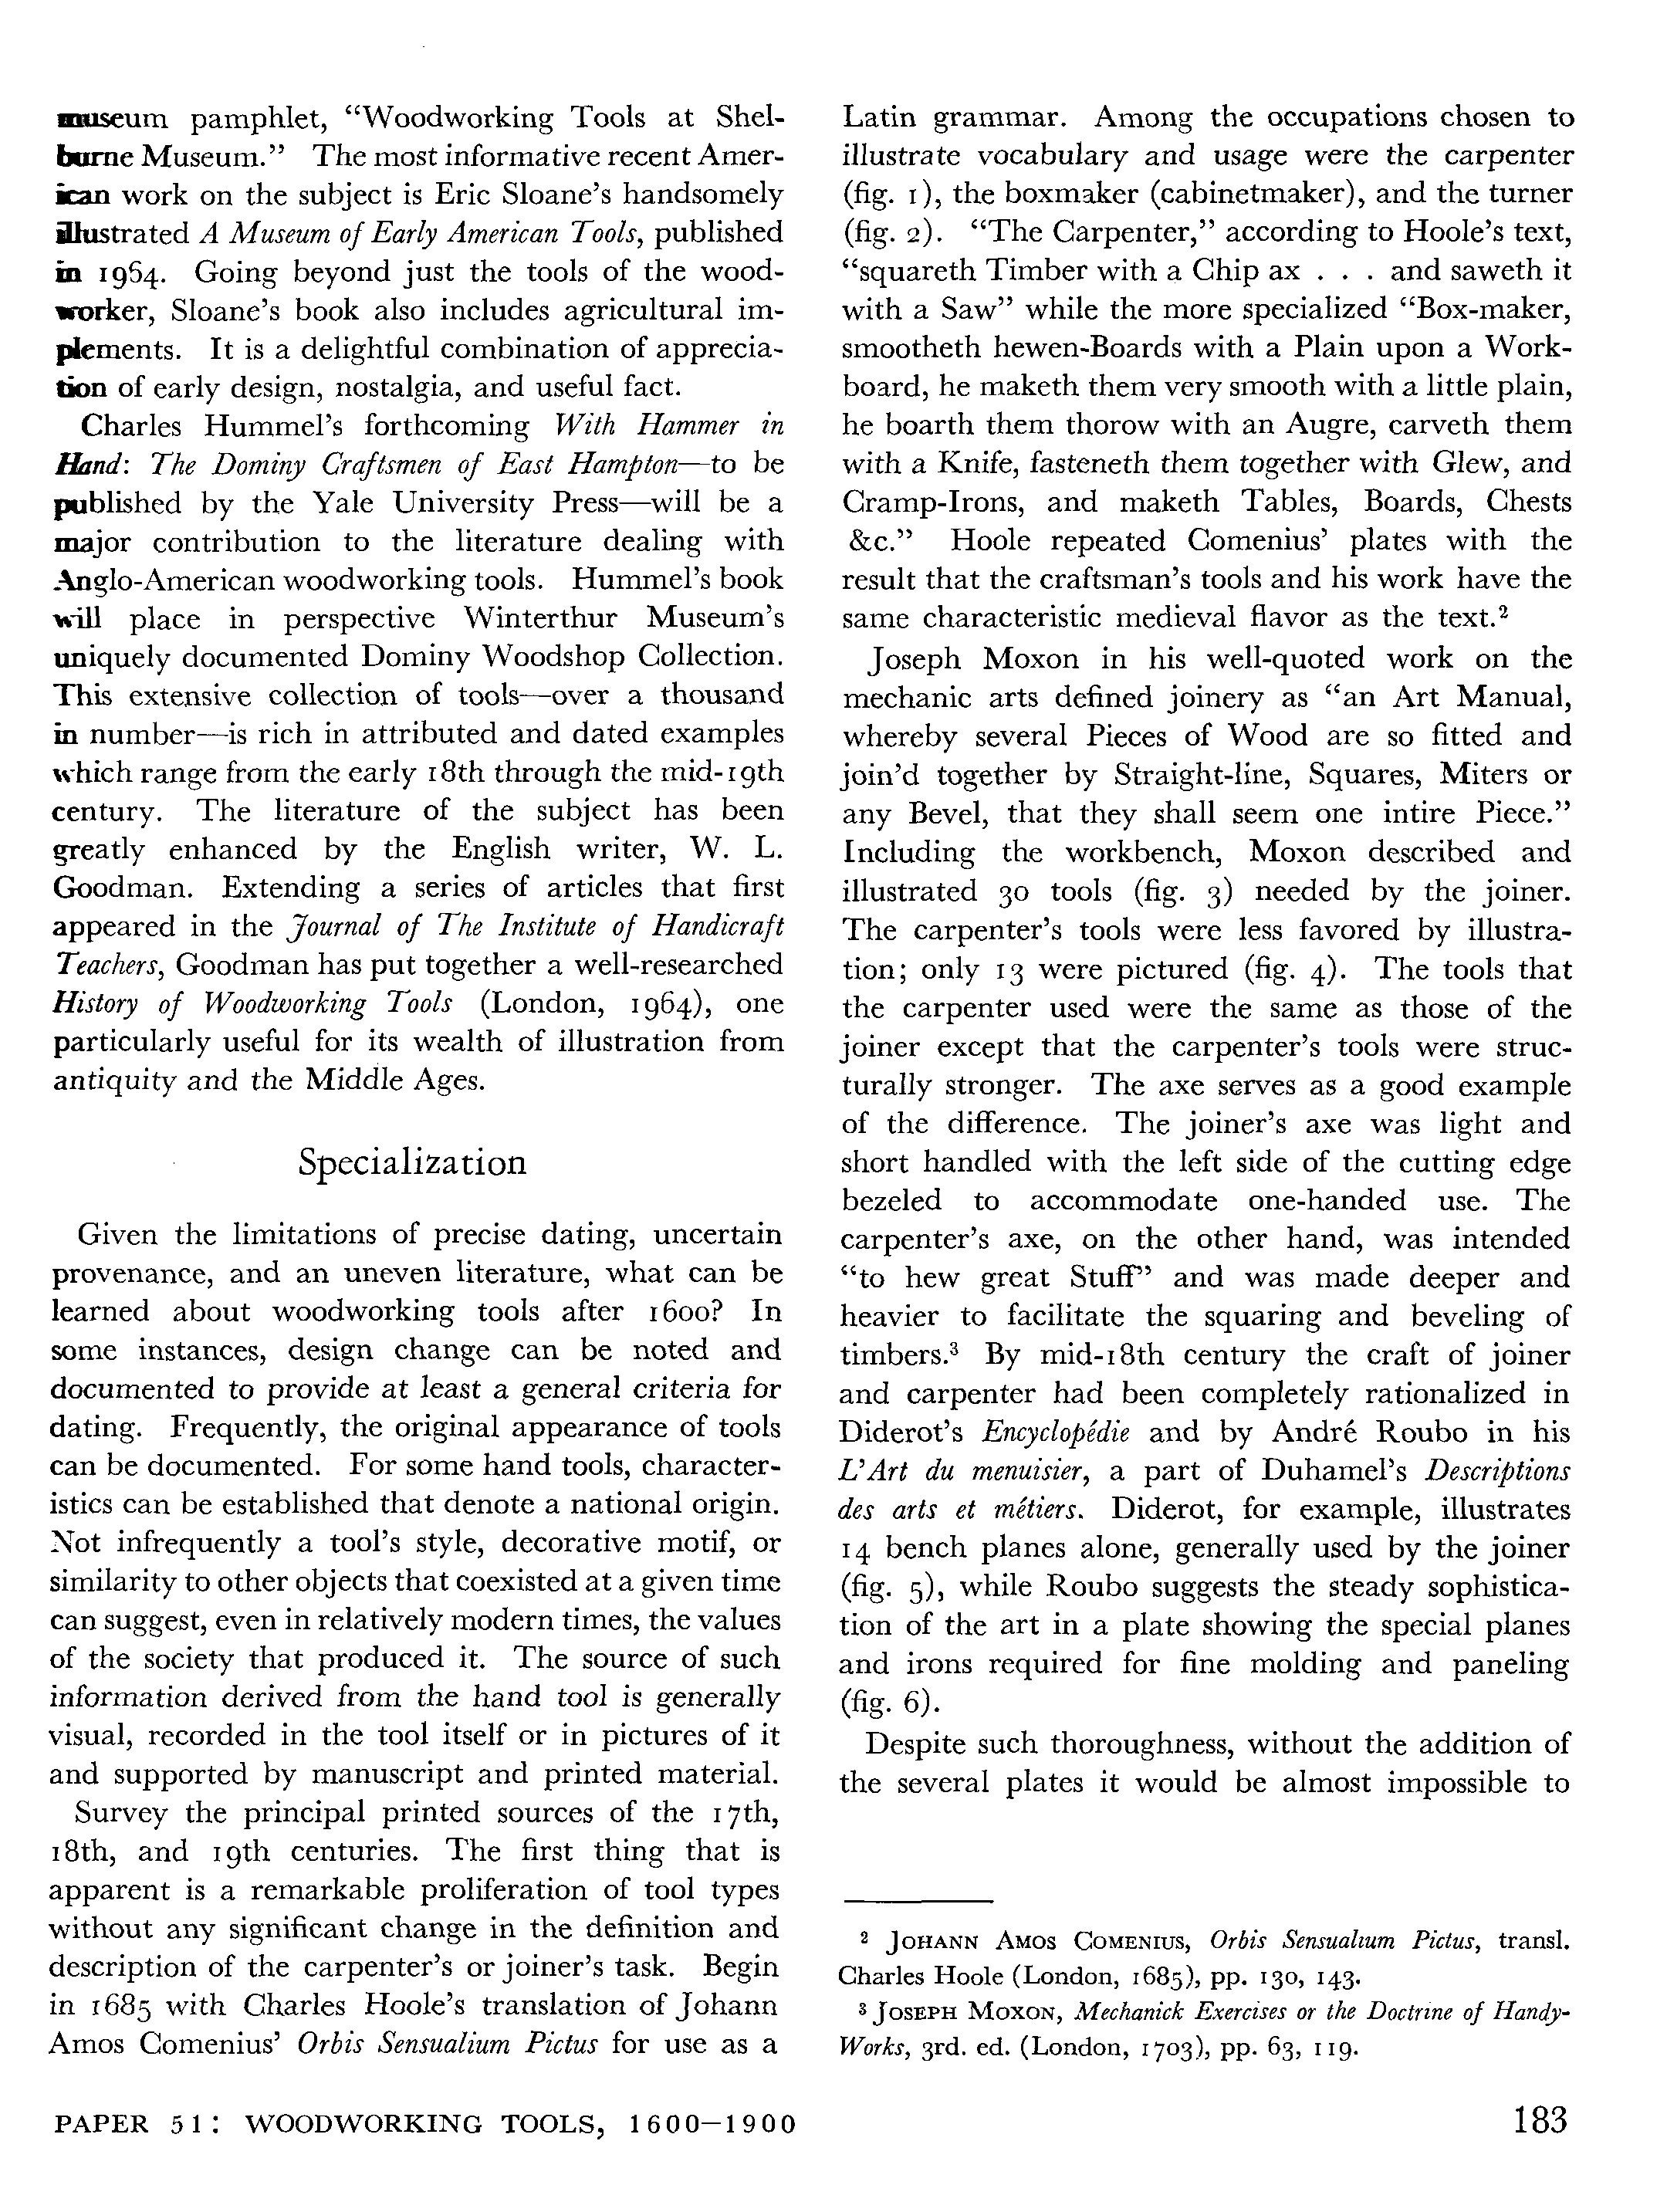 museum pamphlet, “Woodworking Tools at Shel-
burne Museum.” The most informative recent Amer-
ican work on the subject is Eric Sloane’s handsomely
illustrated A Museum of Early American Tools, published
in 1964. Going beyond just the tools of the wood-
worker, Sloane’s book also includes agricultural im-
plements. It is a delightful combination of apprecia-
tion of early design, nostalgia, and useful fact.
Charles Hummel’s forthcoming With Hammer in
Hand: The Dominy Craftsmen of East Hampton—to be
published by the Yale University Press—will be a
major contribution to the literature dealing with
Anglo-American woodworking tools. Hummel’s book
will place in perspective Winterthur Museum’s
uniquely documented Dominy Woodshop Collection.
This extensive collection of tools—over a thousand
in number—is rich in attributed and dated examples
which range from the early 18th through the mid-19th
century. The literature of the subject has been
greatly enhanced by the English writer, W. L.
Goodman. Extending a series of articles that first
appeared in the Journal of The Institute of Handicraft
Teachers, Goodman has put together a well-researched
History of Woodworking Tools (London, 1964), one
particularly useful for its wealth of illustration from
antiquity and the Middle Ages.
Specialization
Given the limitations of precise dating, uncertain
provenance, and an uneven literature, what can be
learned about woodworking tools after 1600? In
some instances, design change can be noted and
documented to provide at least a general criteria for
dating. Frequently, the original appearance of tools
can be documented. For some hand tools, character-
istics can be established that denote a national origin.
Not infrequently a tool’s style, decorative motif, or
similarity to other objects that coexisted at a given time
can suggest, even in relatively modern times, the values
of the society that produced it. The source of such
information derived from the hand tool is generally
visual, recorded in the tool itself or in pictures of it
and supported by manuscript and printed material.
Survey the principal printed sources of the 17th,
18th, and 19th centuries. The first thing that is
apparent is a remarkable proliferation of tool types
without any significant change in the definition and
description of the carpenter’s or joiner’s task. Begin
in 1685 with Charles Hoole’s translation of Johann
Amos Comenius’ Orbis Sensualium Pictus for use as a
Latin grammar. Among the occupations chosen to
illustrate vocabulary and usage were the carpenter
(fig. 1), the boxmaker (cabinetmaker), and the turner
(fig. 2). “The Carpenter,” according to Hoole’s text,
“squareth Timber with a Chip ax . . . and saweth it
with a Saw” while the more specialized “Box-maker,
smootheth hewen-Boards with a Plain upon a Work-
board, he maketh them very smooth with a little plain,
he boarth them thorow with an Augre, carveth them
with a Knife, fasteneth them together with Glew, and
Cramp-Irons, and maketh Tables, Boards, Chests
&c.” Hoole repeated Comenius’ plates with the
result that the craftsman’s tools and his work have the
same characteristic medieval flavor as the text.²
Joseph Moxon in his well-quoted work on the
mechanic arts defined joinery as “an Art Manual,
whereby several Pieces of Wood are so fitted and
join’d together by Straight-line, Squares, Miters or
any Bevel, that they shall seem one intire Piece.”
Including the workbench, Moxon described and
illustrated 30 tools (fig. 3) needed by the joiner.
The carpenter’s tools were less favored by illustra-
tion; only 13 were pictured (fig. 4). The tools that
the carpenter used were the same as those of the
joiner except that the carpenter’s tools were struc-
turally stronger. The axe serves as a good example
of the difference. The joiner’s axe was light and
short handled with the left side of the cutting edge
bezeled to accommodate one-handed use. The
carpenter’s axe, on the other hand, was intended
“to hew great Stuff” and was made deeper and
heavier to facilitate the squaring and beveling of
timbers.³ By mid-18th century the craft of joiner
and carpenter had been completely rationalized in
Diderot’s Encyclopédie and by André Roubo in his
L’Art du menuisier, a part of Duhamel’s Descriptions
des arts et métiers. Diderot, for example, illustrates
14 bench planes alone, generally used by the joiner
(fig. 5), while Roubo suggests the steady sophistica-
tion of the art in a plate showing the special planes
and irons required for fine molding and paneling
(fig. 6).
Despite such thoroughness, without the addition of
the several plates it would be almost impossible to
² JOHANN AMOS COMENIUS, Orbis Sensualium Pictus, transl.
Charles Hoole (London, 1685), pp. 130, 143.
³ JOSEPH MOXON, Mechanick Exercises or the Doctrine of Handy-
Works, 3rd. ed. (London, 1703), pp. 63, 119.
PAPER 51: WOODWORKING TOOLS, 1600–1900
183